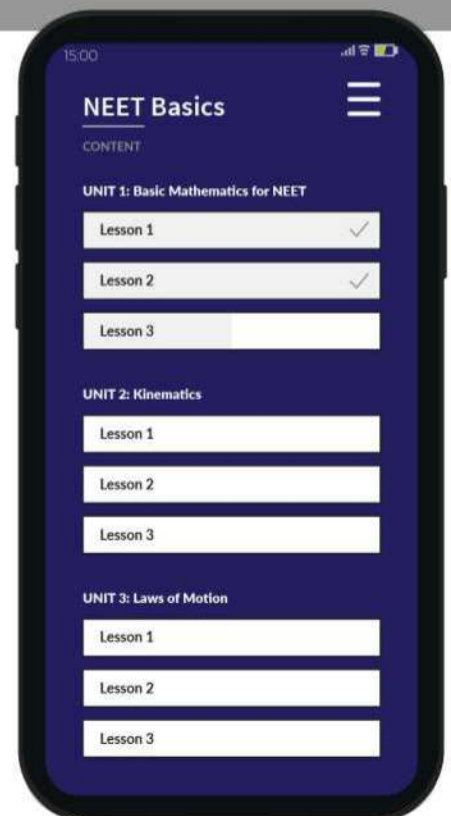 15:00
NEET Basics
CONTENT
UNIT 1: Basic Mathematics for NEET
Lesson 1
Lesson 2
Lesson 3
UNIT 2: Kinematics
Lesson 1
Lesson 2
Lesson 3
UNIT 3: Laws of Motion
Lesson 1
Lesson 2
Lesson 3